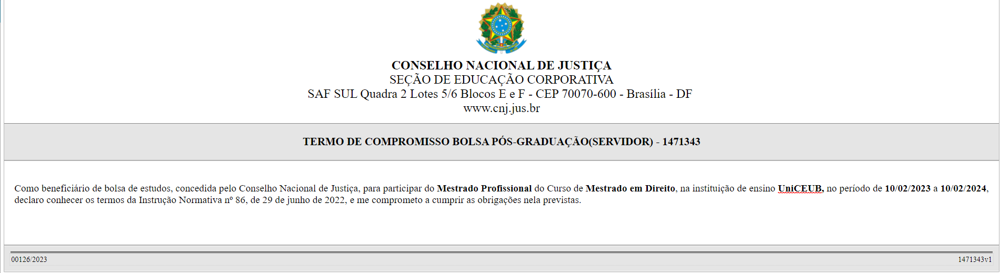 CONSELHO NACIONAL DE JUSTIÇA
SEÇÃO DE EDUCAÇÃO CORPORATIVA
SAF SUL Quadra 2 Lotes 5/6 Blocos E e F - CEP 70070-600 - Brasília - DF
www.cnj.jus.br
TERMO DE COMPROMISSO BOLSA PÓS-GRADUAÇÃO(SERVIDOR) - 1471343
Como beneficiário de bolsa de estudos, concedida pelo Conselho Nacional de Justiça, para participar do Mestrado Profissional do Curso de Mestrado em Direito, na instituição de ensino UniCEUB, no período de 10/02/2023 a 10/02/2024,
declaro conhecer os termos da Instrução Normativa nº 86, de 29 de junho de 2022, e me comprometo a cumprir as obrigações nela previstas.
00126/2023
1471343v1